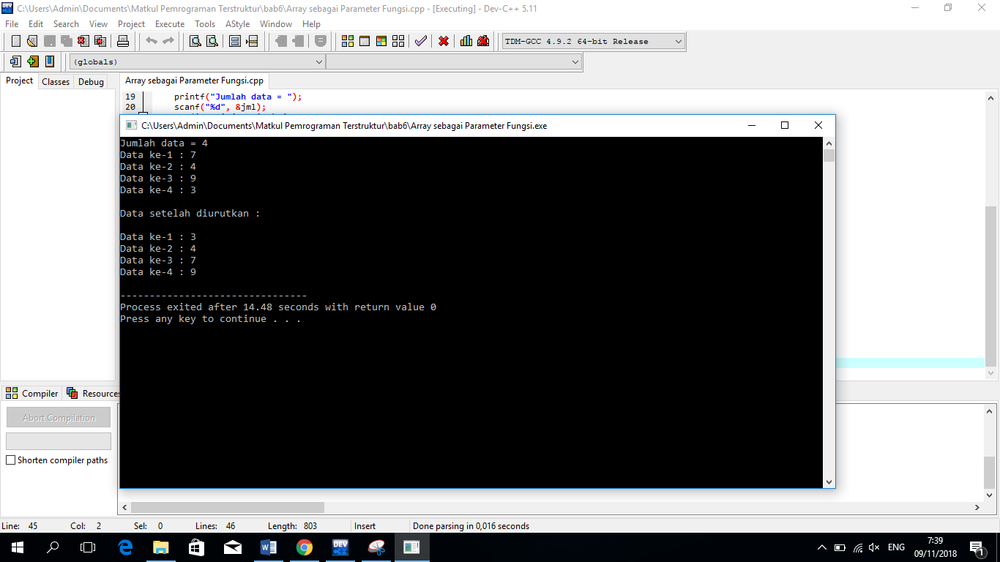 C:\Users\Admin\Documents\Matkul Pemrograman Terstruktur\bab6\Array sebagai Parameter Fungsi.cpp - [Executing] - Dev-C++ 5.11
File Edit Search View Project Execute Tools AStyle Window Help
TDM-GCC 4.9.2 64-bit Release
(globals)
Project Classes Debug
Array sebagai Parameter Fungsi.cpp
19 printf("Jumlah data = ");
20 scanf("%d", &jml);
C:\Users\Admin\Documents\Matkul Pemrograman Terstruktur\bab6\Array sebagai Parameter Fungsi.exe
Jumlah data = 4
Data ke-1 : 7
Data ke-2 : 4
Data ke-3 : 9
Data ke-4 : 3
Data setelah diurutkan :
Data ke-1 : 3
Data ke-2 : 4
Data ke-3 : 7
Data ke-4 : 9
--------------------------------
Process exited after 14.48 seconds with return value 0
Press any key to continue . . .
Compiler Resources
Abort Compilation
Shorten compiler paths
Line: 45 Col: 2 Sel: 0 Lines: 46 Length: 803 Insert Done parsing in 0,016 seconds
DEV
ENG
7:39
09/11/2018
1